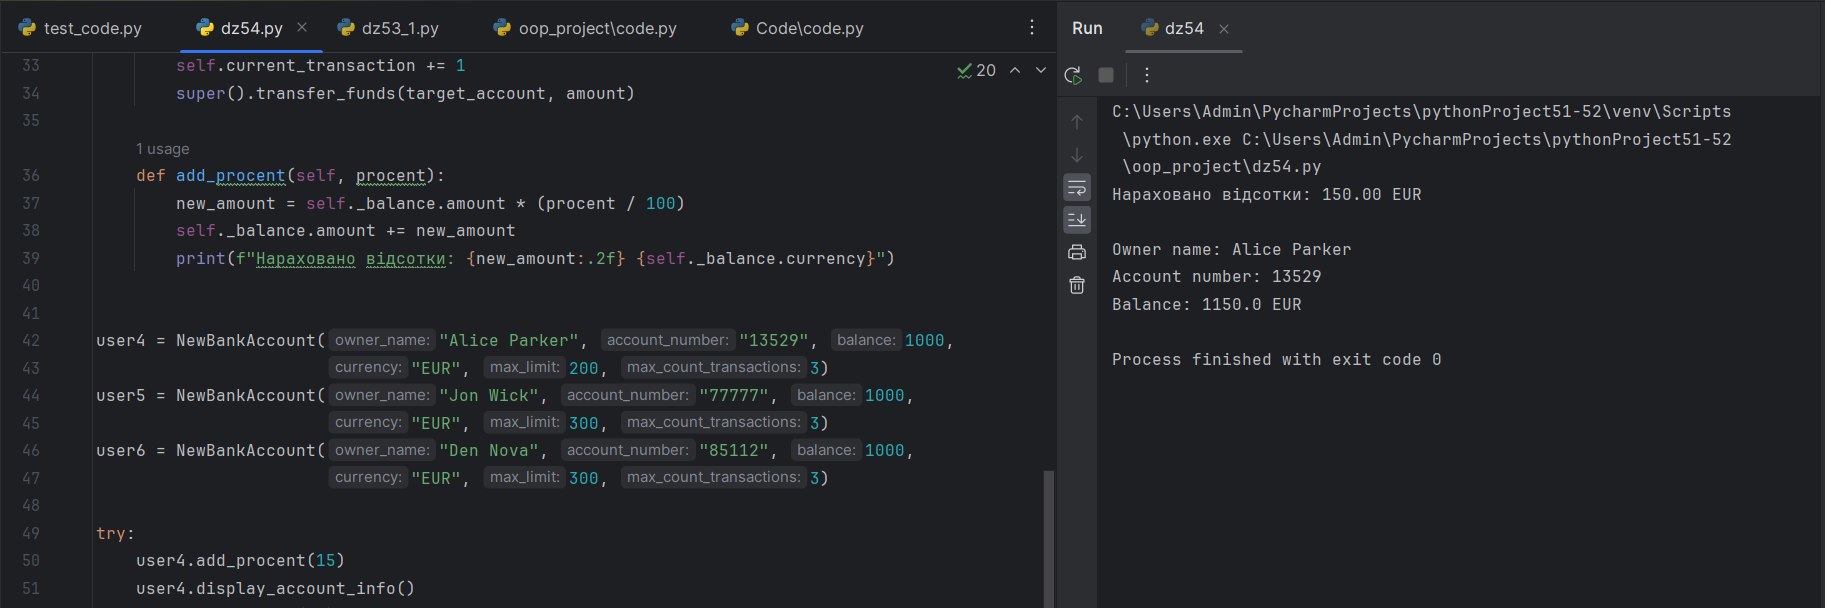 test_code.py dz54.py dz53_1.py oop_project\code.py Code\code.py
33 self.current_transaction += 1
20
34 super().transfer_funds(target_account, amount)
35
1 usage
36 def add_procent(self, procent):
37 new_amount = self._balance.amount * (procent / 100)
38 self._balance.amount += new_amount
39 print(f"Нараховано відсотки: {new_amount:.2f} {self._balance.currency}")
40
41
42 user4 = NewBankAccount( owner_name: "Alice Parker", account_number: "13529", balance: 1000,
43 currency: "EUR", max_limit: 200, max_count_transactions: 3)
44 user5 = NewBankAccount( owner_name: "Jon Wick", account_number: "77777", balance: 1000,
45 currency: "EUR", max_limit: 300, max_count_transactions: 3)
46 user6 = NewBankAccount( owner_name: "Den Nova", account_number: "85112", balance: 1000,
47 currency: "EUR", max_limit: 300, max_count_transactions: 3)
48
49 try:
50 user4.add_procent(15)
51 user4.display_account_info()
Run dz54
C:\Users\Admin\PycharmProjects\pythonProject51-52\venv\Scripts
\python.exe C:\Users\Admin\PycharmProjects\pythonProject51-52
\oop_project\dz54.py
Нараховано відсотки: 150.00 EUR
Owner name: Alice Parker
Account number: 13529
Balance: 1150.0 EUR
Process finished with exit code 0